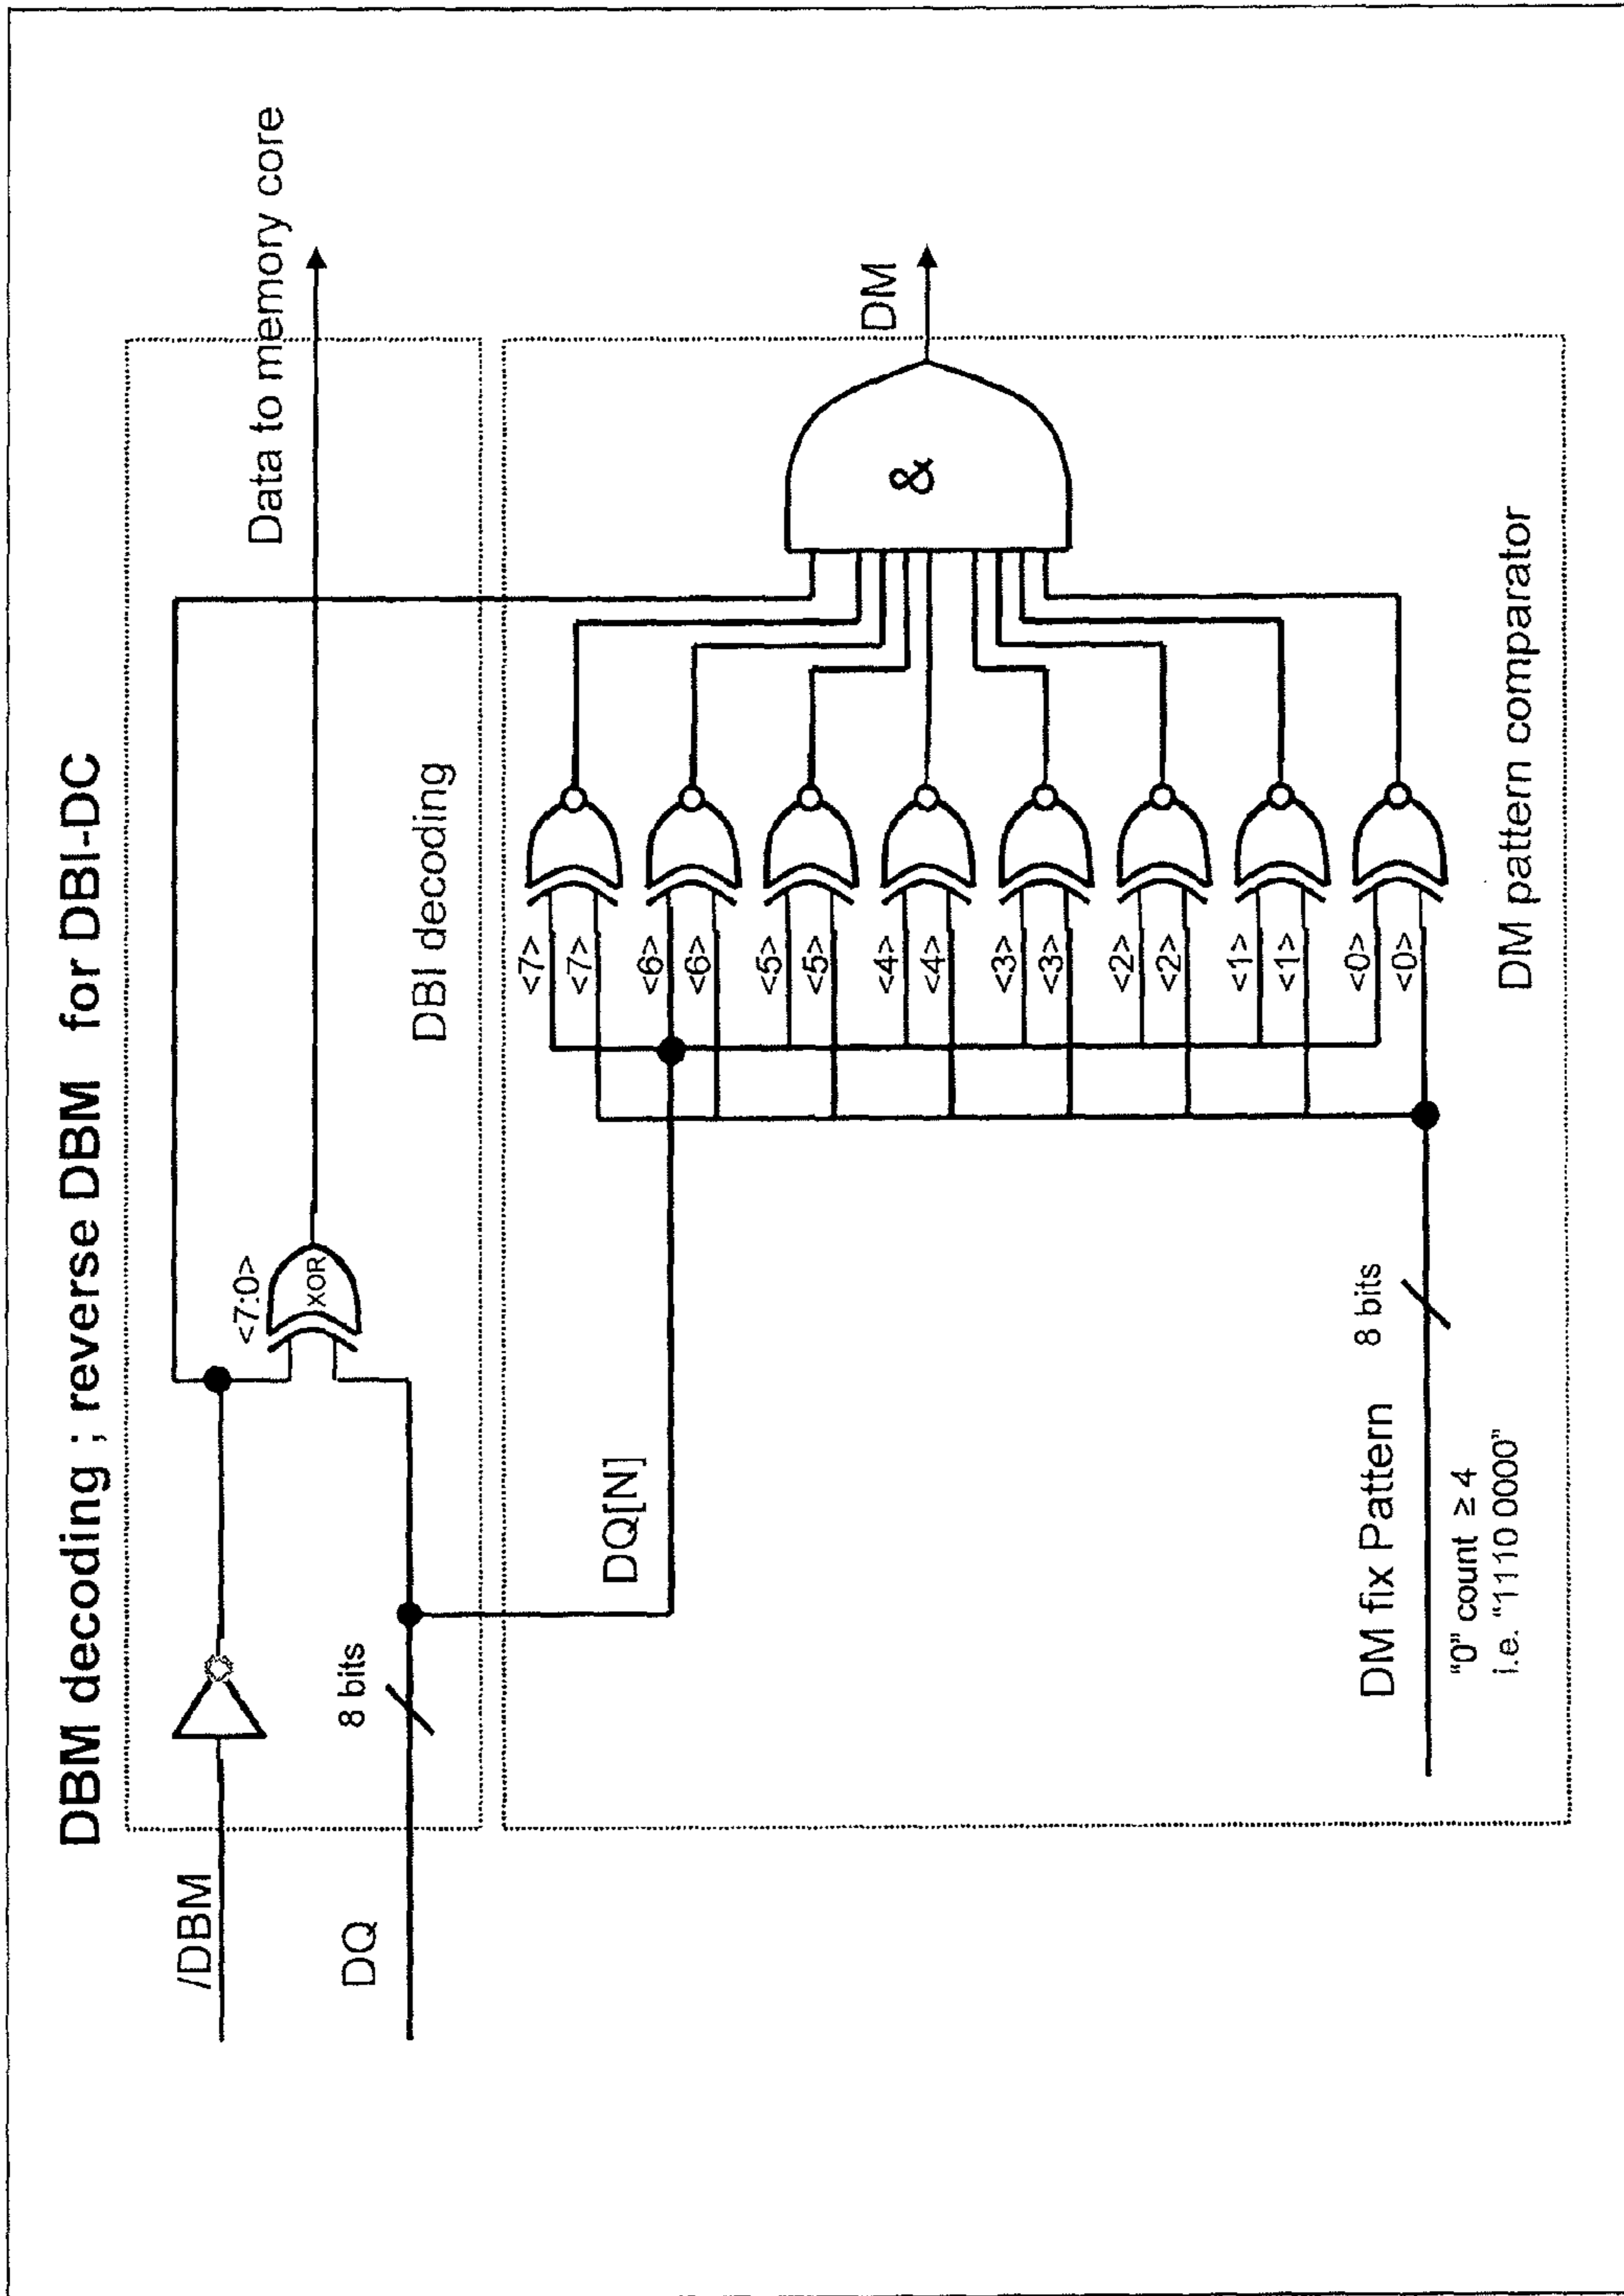 DBM decoding ; reverse DBM for DBI-DC
/DBM
DQ
8 bits
<7:0>
XOR
Data to memory core
DBI decoding
DQ[N]
<7>
<7>
<6>
<6>
<5>
<5>
<4>
<4>
<3>
<3>
<2>
<2>
<1>
<1>
<0>
<0>
&
DM
DM fix Pattern
8 bits
"0" count ≥ 4
i.e. "1110 0000"
DM pattern comparator